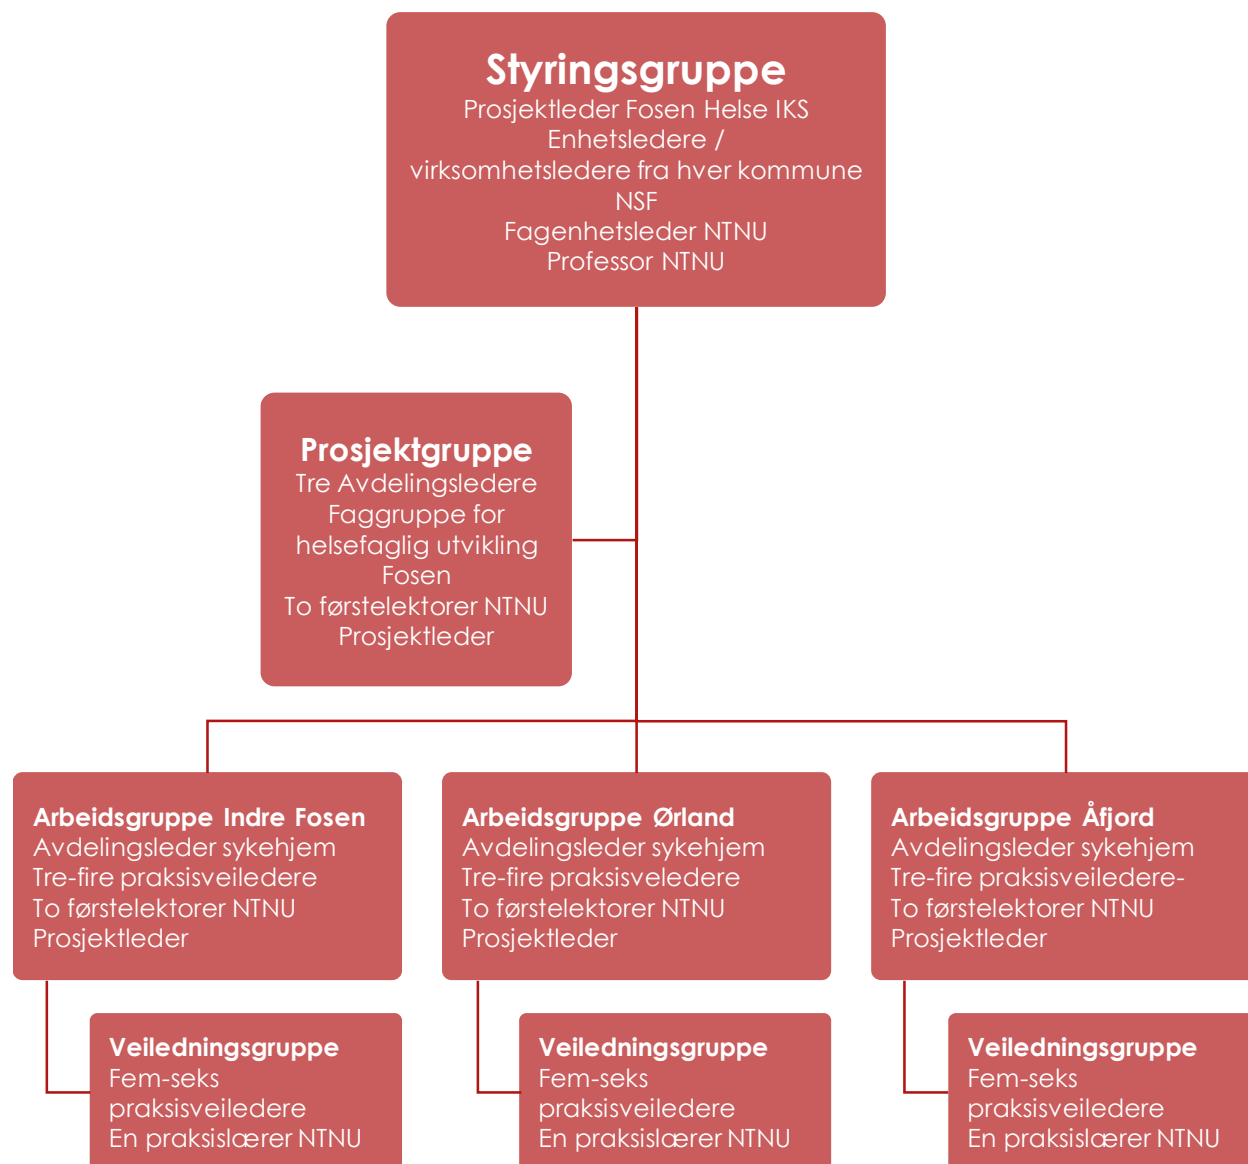 Styringsgruppe
Prosjektleder Fosen Helse IKS
Enhetsledere /
virksomhetsledere fra hver kommune
NSF
Fagenhetsleder NTNU
Professor NTNU
Prosjektgruppe
Tre Avdelingsledere
Faggruppe for
helsefaglig utvikling
Fosen
To førstelektorer NTNU
Prosjektleder
Arbeidsgruppe Indre Fosen
Avdelingsleder sykehjem
Tre-fire praksisveiledere
To førstelektorer NTNU
Prosjektleder
Arbeidsgruppe Ørland
Avdelingsleder sykehjem
Tre-fire praksisveledere
To førstelektorer NTNU
Prosjektleder
Arbeidsgruppe Åfjord
Avdelingsleder sykehjem
Tre-fire praksisveiledere-
To førstelektorer NTNU
Prosjektleder
Veiledningsgruppe
Fem-seks
praksisveiledere
En praksislærer NTNU
Veiledningsgruppe
Fem-seks
praksisveiledere
En praksislærer NTNU
Veiledningsgruppe
Fem-seks
praksisveiledere
En praksislærer NTNU